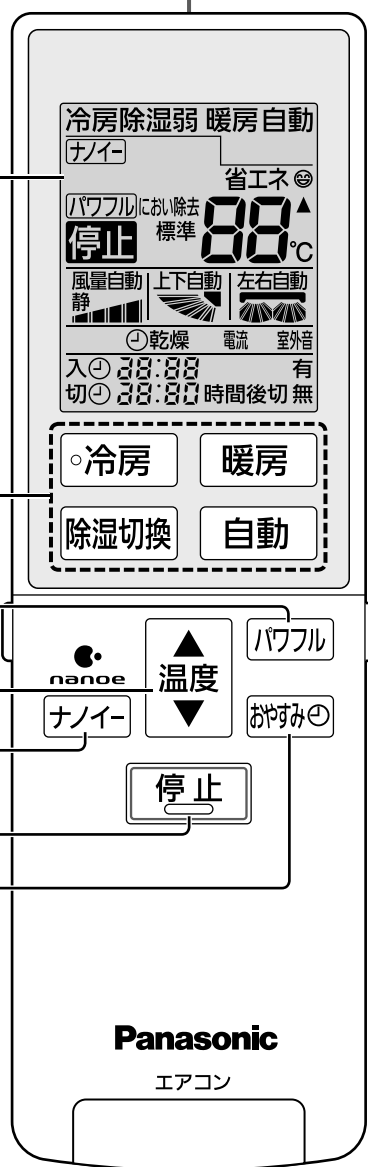 冷房除湿弱 暖房自動
ナノイー
省エネ
パワフル におい除去
88℃
停止 標準
風量自動 上下自動 左右自動
静
乾燥 電流 室外音
入 28:88 有
切 28:80 時間後切 無
冷房 暖房
除湿切換 自動
パワフル
nanoe
温度
ナノイー おやすみ
停止
Panasonic
エアコン